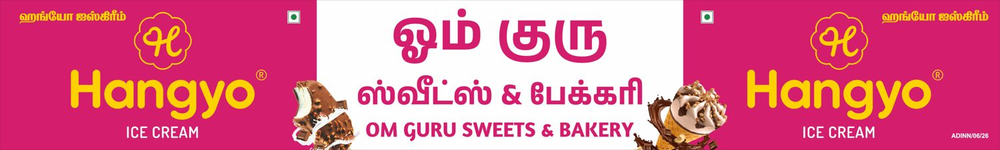 ஹங்யோ ஐஸ்கிரீம்
H
Hangyo®
ICE CREAM
ஓம் குரு
ஸ்வீட்ஸ் & பேக்கரி
OM GURU SWEETS & BAKERY
ஹங்யோ ஐஸ்கிரீம்
H
Hangyo®
ICE CREAM
ADINN/06/26